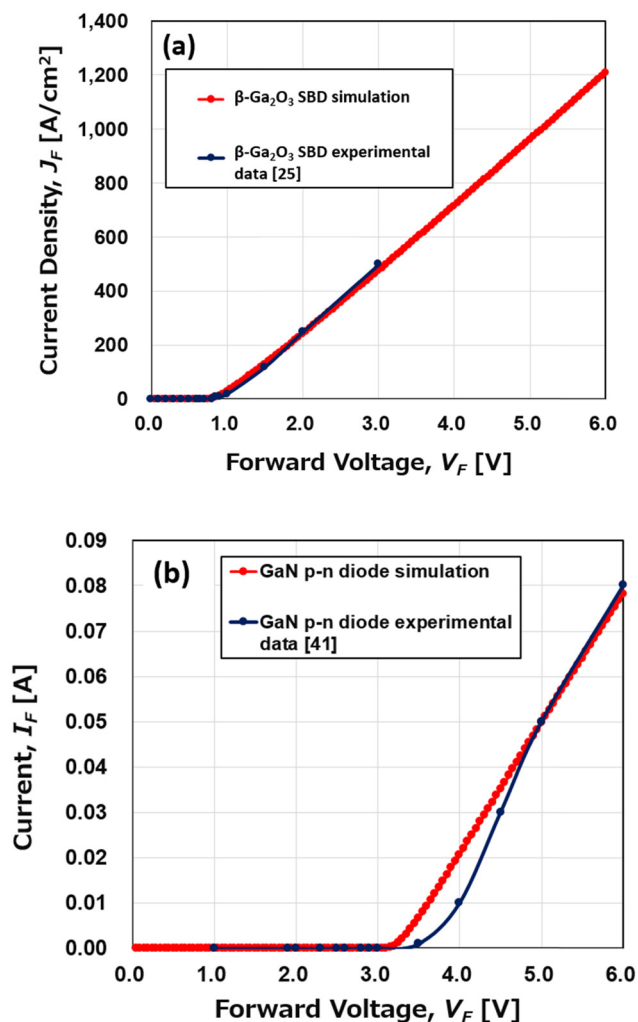 (a)
β-Ga₂O₃ SBD simulation
β-Ga₂O₃ SBD experimental
data [25]
1,400
1,200
1,000
800
600
400
200
0
Current Density, J_F [A/cm²]
0.0 1.0 2.0 3.0 4.0 5.0 6.0
Forward Voltage, V_F [V]
(b)
GaN p-n diode simulation
GaN p-n diode experimental
data [41]
0.09
0.08
0.07
0.06
0.05
0.04
0.03
0.02
0.01
0.00
Current, I_F [A]
0.0 1.0 2.0 3.0 4.0 5.0 6.0
Forward Voltage, V_F [V]